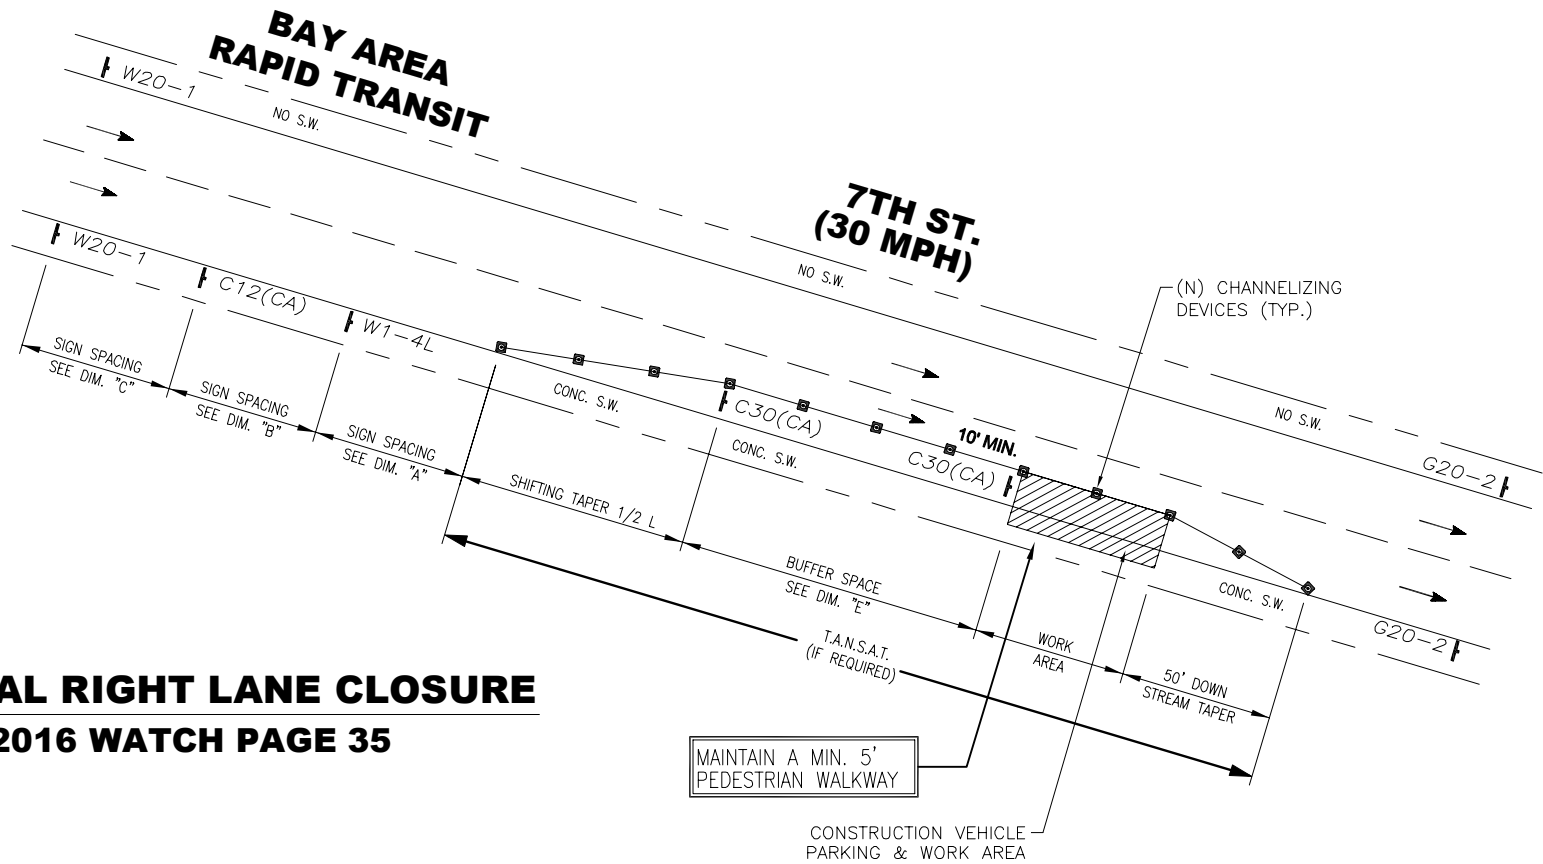 BAY AREA
RAPID TRANSIT
W20-1
NO S.W.
7TH ST.
(30 MPH)
NO S.W.
(N) CHANNELIZING
DEVICES (TYP.)
W20-1
C12(CA)
W1-4L
SIGN SPACING
SEE DIM. "C"
SIGN SPACING
SEE DIM. "B"
SIGN SPACING
SEE DIM. "A"
CONC. S.W.
C30(CA)
CONC. S.W.
10' MIN.
C30(CA)
NO S.W.
G20-2
SHIFTING TAPER 1/2 L
BUFFER SPACE
SEE DIM. "E"
CONC. S.W.
G20-2
T.A.N.S.A.T.
(IF REQUIRED)
WORK
AREA
50' DOWN
STREAM TAPER
AL RIGHT LANE CLOSURE
2016 WATCH PAGE 35
MAINTAIN A MIN. 5'
PEDESTRIAN WALKWAY
CONSTRUCTION VEHICLE
PARKING & WORK AREA